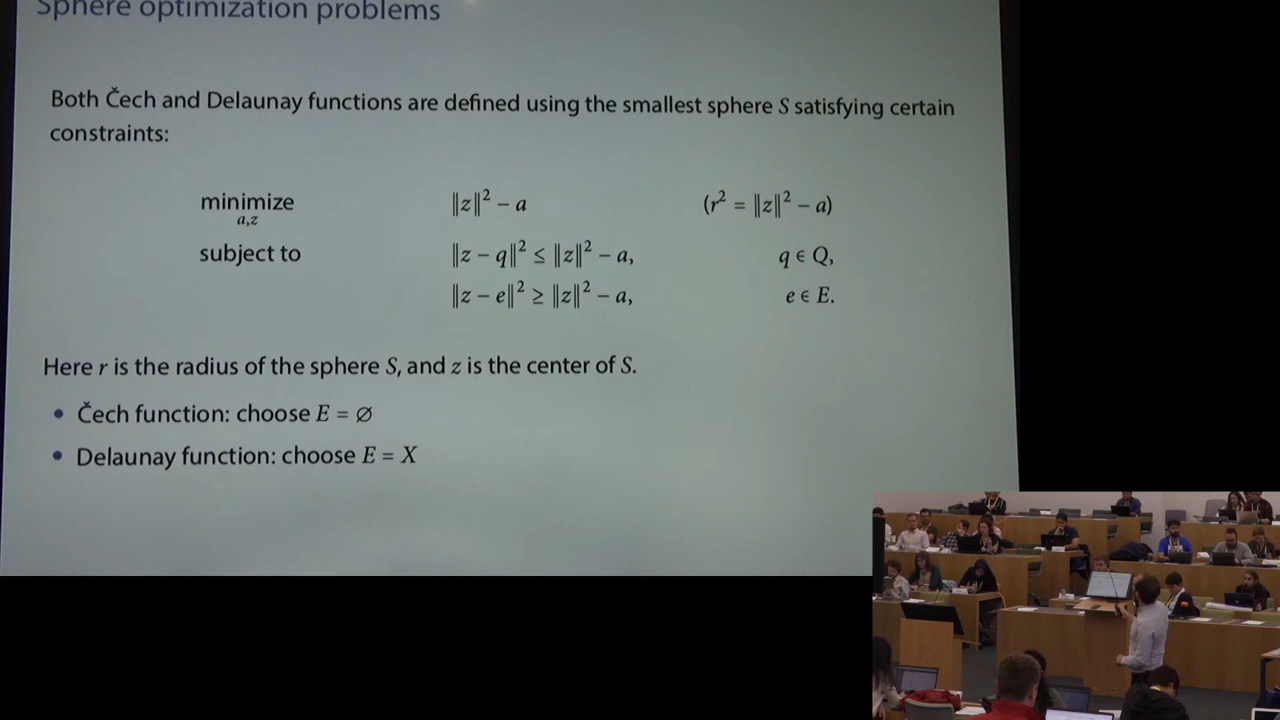 Sphere optimization problems
Both Čech and Delaunay functions are defined using the smallest sphere S satisfying certain
constraints:
minimize ‖z‖² − a (r² = ‖z‖² − a)
a,z
subject to ‖z − q‖² ≤ ‖z‖² − a, q ∈ Q,
‖z − e‖² ≥ ‖z‖² − a, e ∈ E.
Here r is the radius of the sphere S, and z is the center of S.
• Čech function: choose E = ∅
• Delaunay function: choose E = X